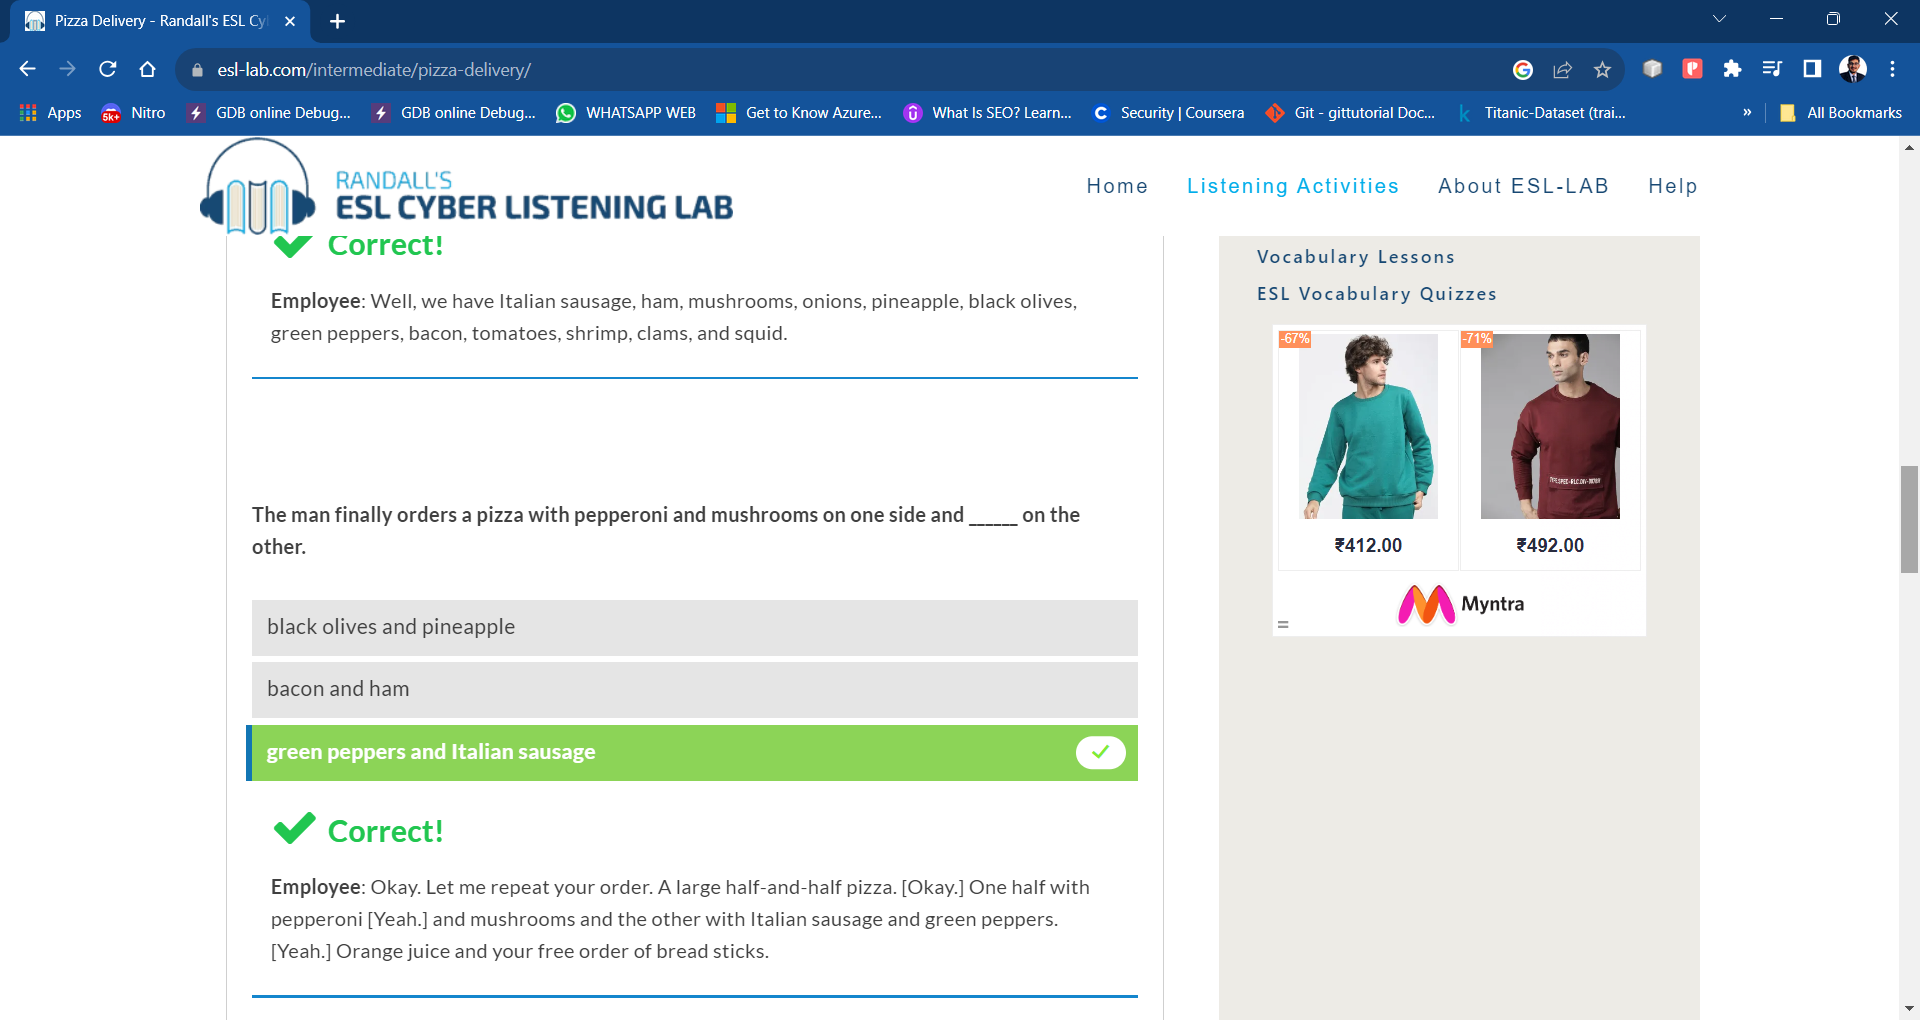 Pizza Delivery - Randall's ESL Cy
esl-lab.com/intermediate/pizza-delivery/
Apps
5k+
Nitro
GDB online Debug...
GDB online Debug...
WHATSAPP WEB
Get to Know Azure...
What Is SEO? Learn...
Security | Coursera
Git - gittutorial Doc...
Titanic-Dataset (trai...
»
All Bookmarks
RANDALL'S
ESL CYBER LISTENING LAB
Home
Listening Activities
About ESL-LAB
Help
Correct!
Employee: Well, we have Italian sausage, ham, mushrooms, onions, pineapple, black olives,
green peppers, bacon, tomatoes, shrimp, clams, and squid.
The man finally orders a pizza with pepperoni and mushrooms on one side and ______ on the
other.
black olives and pineapple
bacon and ham
green peppers and Italian sausage
Correct!
Employee: Okay. Let me repeat your order. A large half-and-half pizza. [Okay.] One half with
pepperoni [Yeah.] and mushrooms and the other with Italian sausage and green peppers.
[Yeah.] Orange juice and your free order of bread sticks.
Vocabulary Lessons
ESL Vocabulary Quizzes
-67%
-71%
₹412.00
₹492.00
Myntra